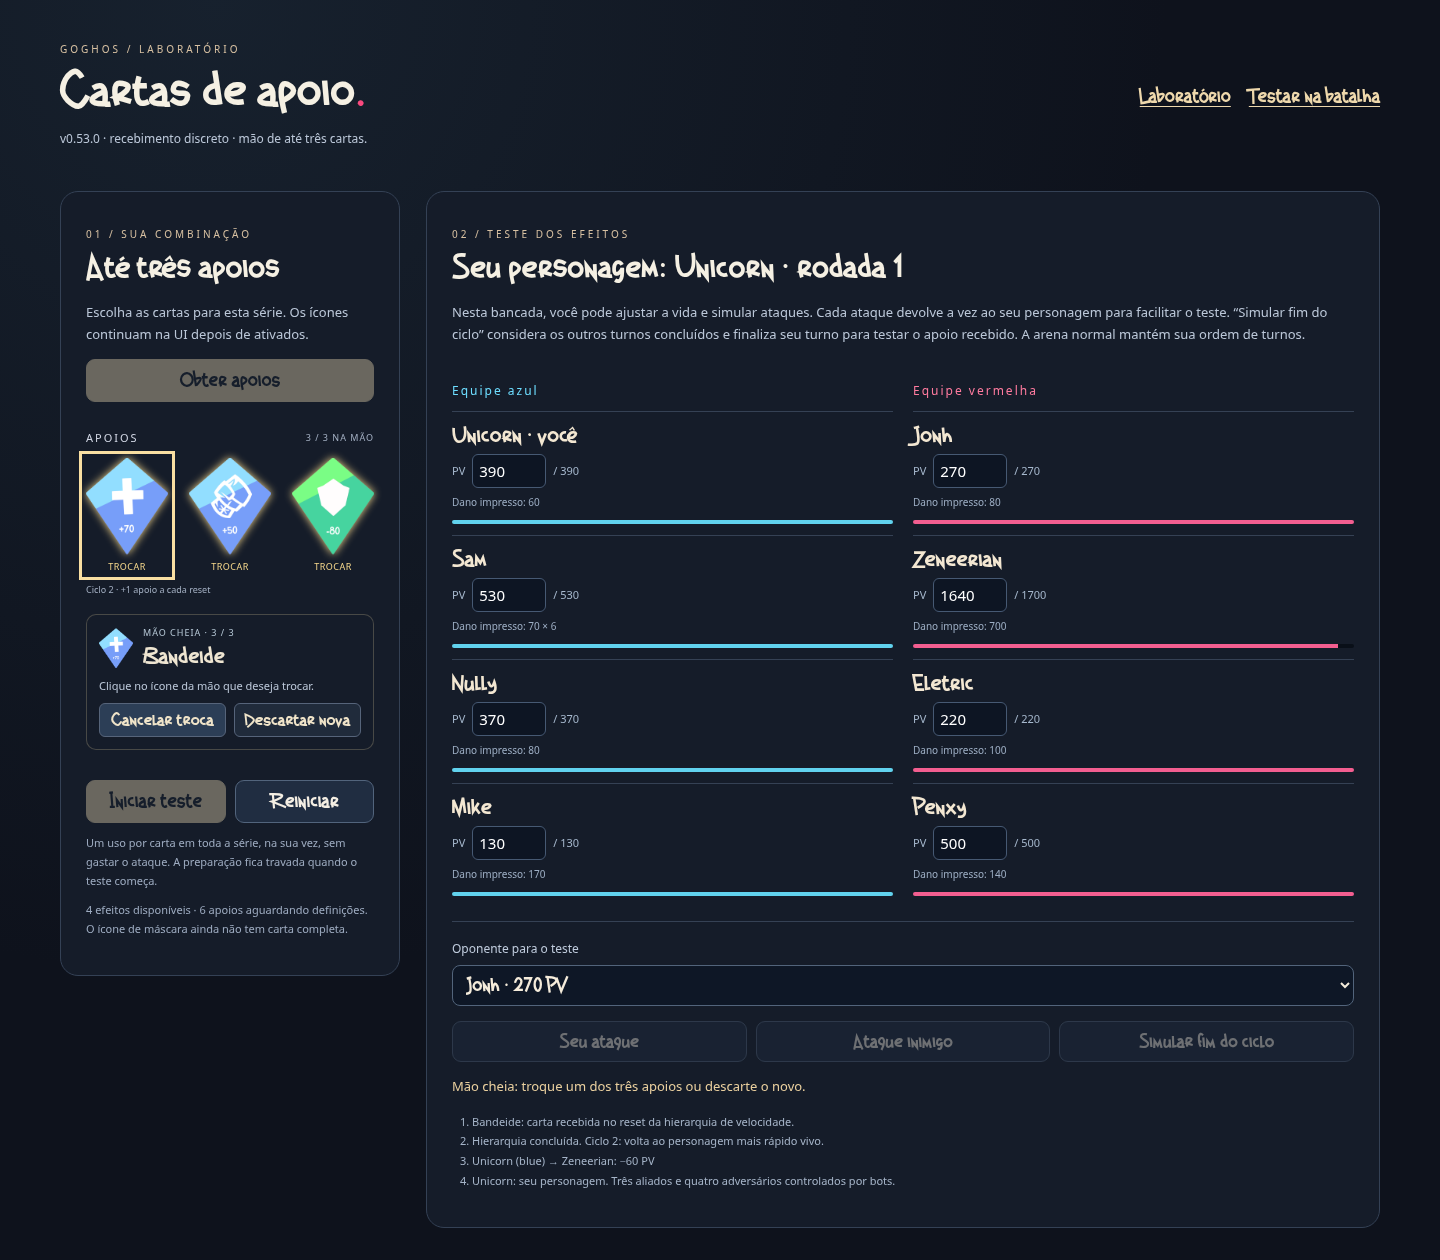 GOGHOS / LABORATÓRIO
Cartas de apoio.
v0.53.0 · recebimento discreto · mão de até três cartas.
Laboratório Testar na batalha
01 / SUA COMBINAÇÃO
Até três apoios
Escolha as cartas para esta série. Os ícones
continuam na UI depois de ativados.
Obter apoios
APOIOS 3 / 3 NA MÃO
+70 +50 -80
TROCAR TROCAR TROCAR
Ciclo 2 · +1 apoio a cada reset
MÃO CHEIA · 3 / 3
Bandeide
Clique no ícone da mão que deseja trocar.
Cancelar troca Descartar nova
Iniciar teste Reiniciar
Um uso por carta em toda a série, na sua vez, sem
gastar o ataque. A preparação fica travada quando o
teste começa.
4 efeitos disponíveis · 6 apoios aguardando definições.
O ícone de máscara ainda não tem carta completa.
02 / TESTE DOS EFEITOS
Seu personagem: Unicorn · rodada 1
Nesta bancada, você pode ajustar a vida e simular ataques. Cada ataque devolve a vez ao seu personagem para facilitar o teste. “Simular fim do
ciclo” considera os outros turnos concluídos e finaliza seu turno para testar o apoio recebido. A arena normal mantém sua ordem de turnos.
Equipe azul
Unicorn · você
PV 390 / 390
Dano impresso: 60
Sam
PV 530 / 530
Dano impresso: 70 × 6
Nully
PV 370 / 370
Dano impresso: 80
Mike
PV 130 / 130
Dano impresso: 170
Equipe vermelha
Jonh
PV 270 / 270
Dano impresso: 80
Zeneerian
PV 1640 / 1700
Dano impresso: 700
Eletric
PV 220 / 220
Dano impresso: 100
Penxy
PV 500 / 500
Dano impresso: 140
Oponente para o teste
Jonh · 270 PV
Seu ataque Ataque inimigo Simular fim do ciclo
Mão cheia: troque um dos três apoios ou descarte o novo.
1. Bandeide: carta recebida no reset da hierarquia de velocidade.
2. Hierarquia concluída. Ciclo 2: volta ao personagem mais rápido vivo.
3. Unicorn (blue) → Zeneerian: −60 PV
4. Unicorn: seu personagem. Três aliados e quatro adversários controlados por bots.